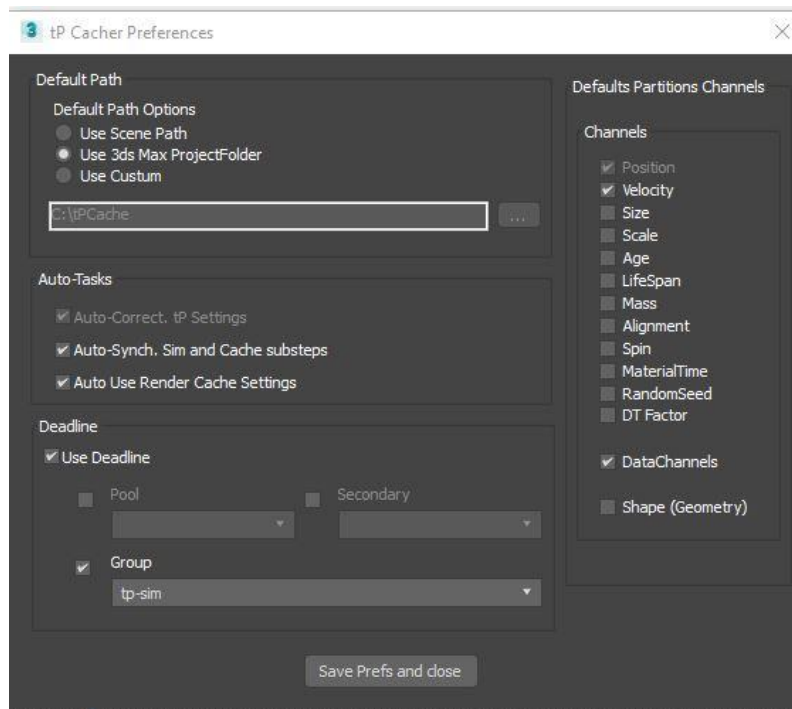 3 tP Cacher Preferences
Default Path
Default Path Options
Use Scene Path
Use 3ds Max ProjectFolder
Use Custum
C:\tPCache
...
Auto-Tasks
Auto-Correct. tP Settings
Auto-Synch. Sim and Cache substeps
Auto Use Render Cache Settings
Deadline
Use Deadline
Pool
Secondary
Group
tp-sim
Defaults Partitions Channels
Channels
Position
Velocity
Size
Scale
Age
LifeSpan
Mass
Alignment
Spin
MaterialTime
RandomSeed
DT Factor
DataChannels
Shape (Geometry)
Save Prefs and close